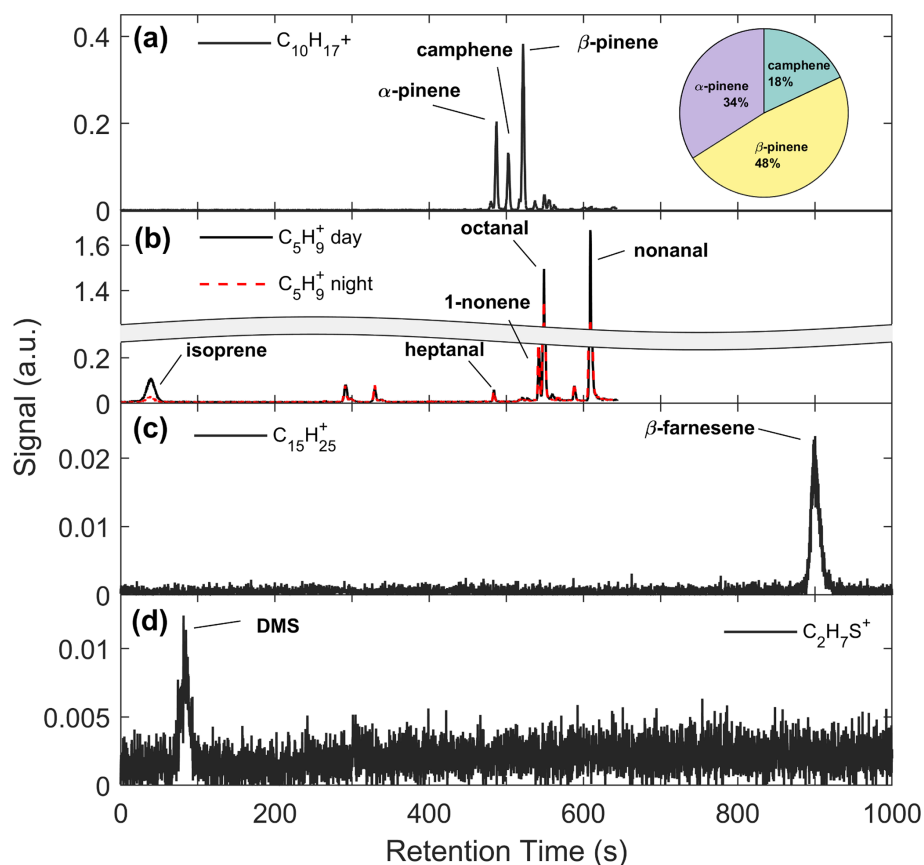 Signal (a.u.)
(a)
C10H17+
0.4
0.2
0
α-pinene
camphene
β-pinene
camphene
18%
α-pinene
34%
β-pinene
48%
(b)
C5H9+ day
C5H9+ night
1.6
1.4
0.2
0
isoprene
heptanal
1-nonene
octanal
nonanal
(c)
C15H25+
0.02
0.01
0
β-farnesene
(d)
DMS
C2H7S+
0.01
0.005
0
0 200 400 600 800 1000
Retention Time (s)